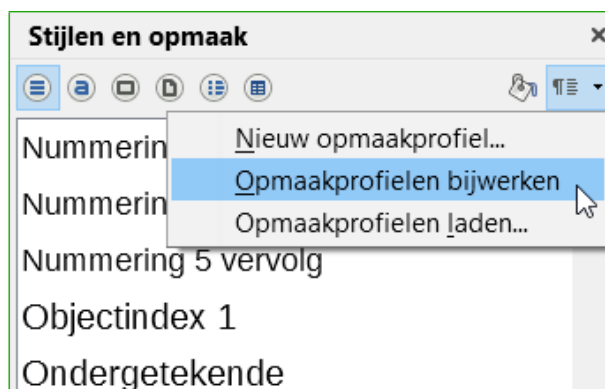 Stijlen en opmaak
Nummerin
Nieuw opmaakprofiel...
Nummerin
Opmaakprofielen bijwerken
Opmaakprofielen laden...
Nummering 5 vervolg
Objectindex 1
Ondergetekende